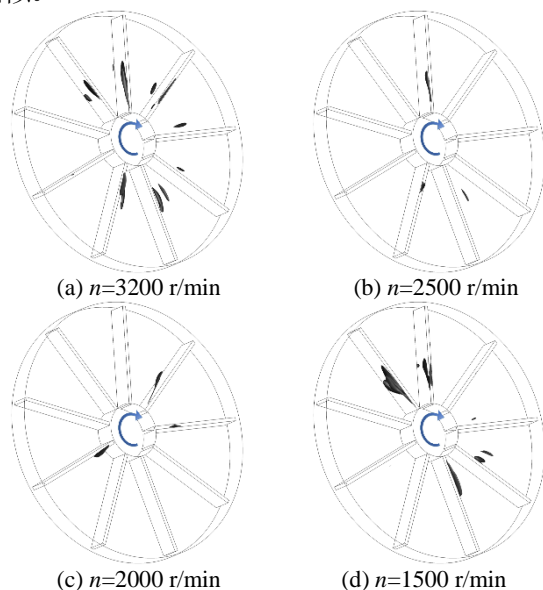 (a) n=3200 r/min
(b) n=2500 r/min
(c) n=2000 r/min
(d) n=1500 r/min